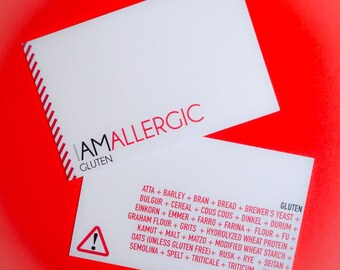 IAMALLERGIC
GLUTEN
GLUTEN
ATTA + BARLEY + BRAN + BREAD + BREWER'S YEAST +
BULGUR + CEREAL + COUS COUS + DINKEL + DURUM +
EINKORN + EMMER + FARRO + FARINA + FLOUR + FU +
GRAHAM FLOUR + GRITS + HYDROLYZED WHEAT PROTEIN +
KAMUT + MALT + MATZO + MODIFIED WHEAT STARCH +
OATS (UNLESS GLUTEN FREE) + RUSK + RYE + SEITAN +
SEMOLINA + SPELT + TRITICALE + TRITICUM